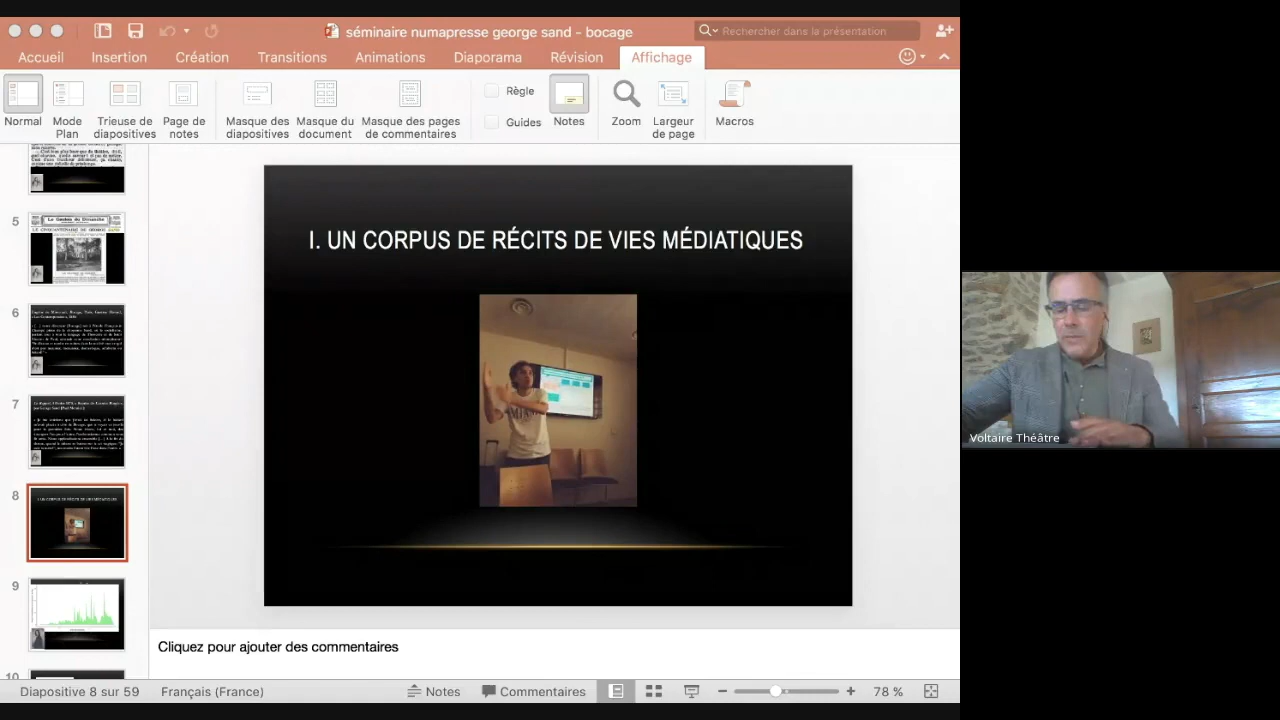 séminaire numapresse george sand - bocage
Rechercher dans la présentation
Accueil Insertion Création Transitions Animations Diaporama Révision Affichage
Normal
Mode Plan
Trieuse de diapositives
Page de notes
Masque des diapositives
Masque du document
Masque des pages de commentaires
Règle
Guides
Notes
Zoom
Largeur de page
Macros
5
6
7
8
9
10
I. UN CORPUS DE RÉCITS DE VIES MÉDIATIQUES
Voltaire Théâtre
Cliquez pour ajouter des commentaires
Diapositive 8 sur 59 Français (France) Notes Commentaires 78 %